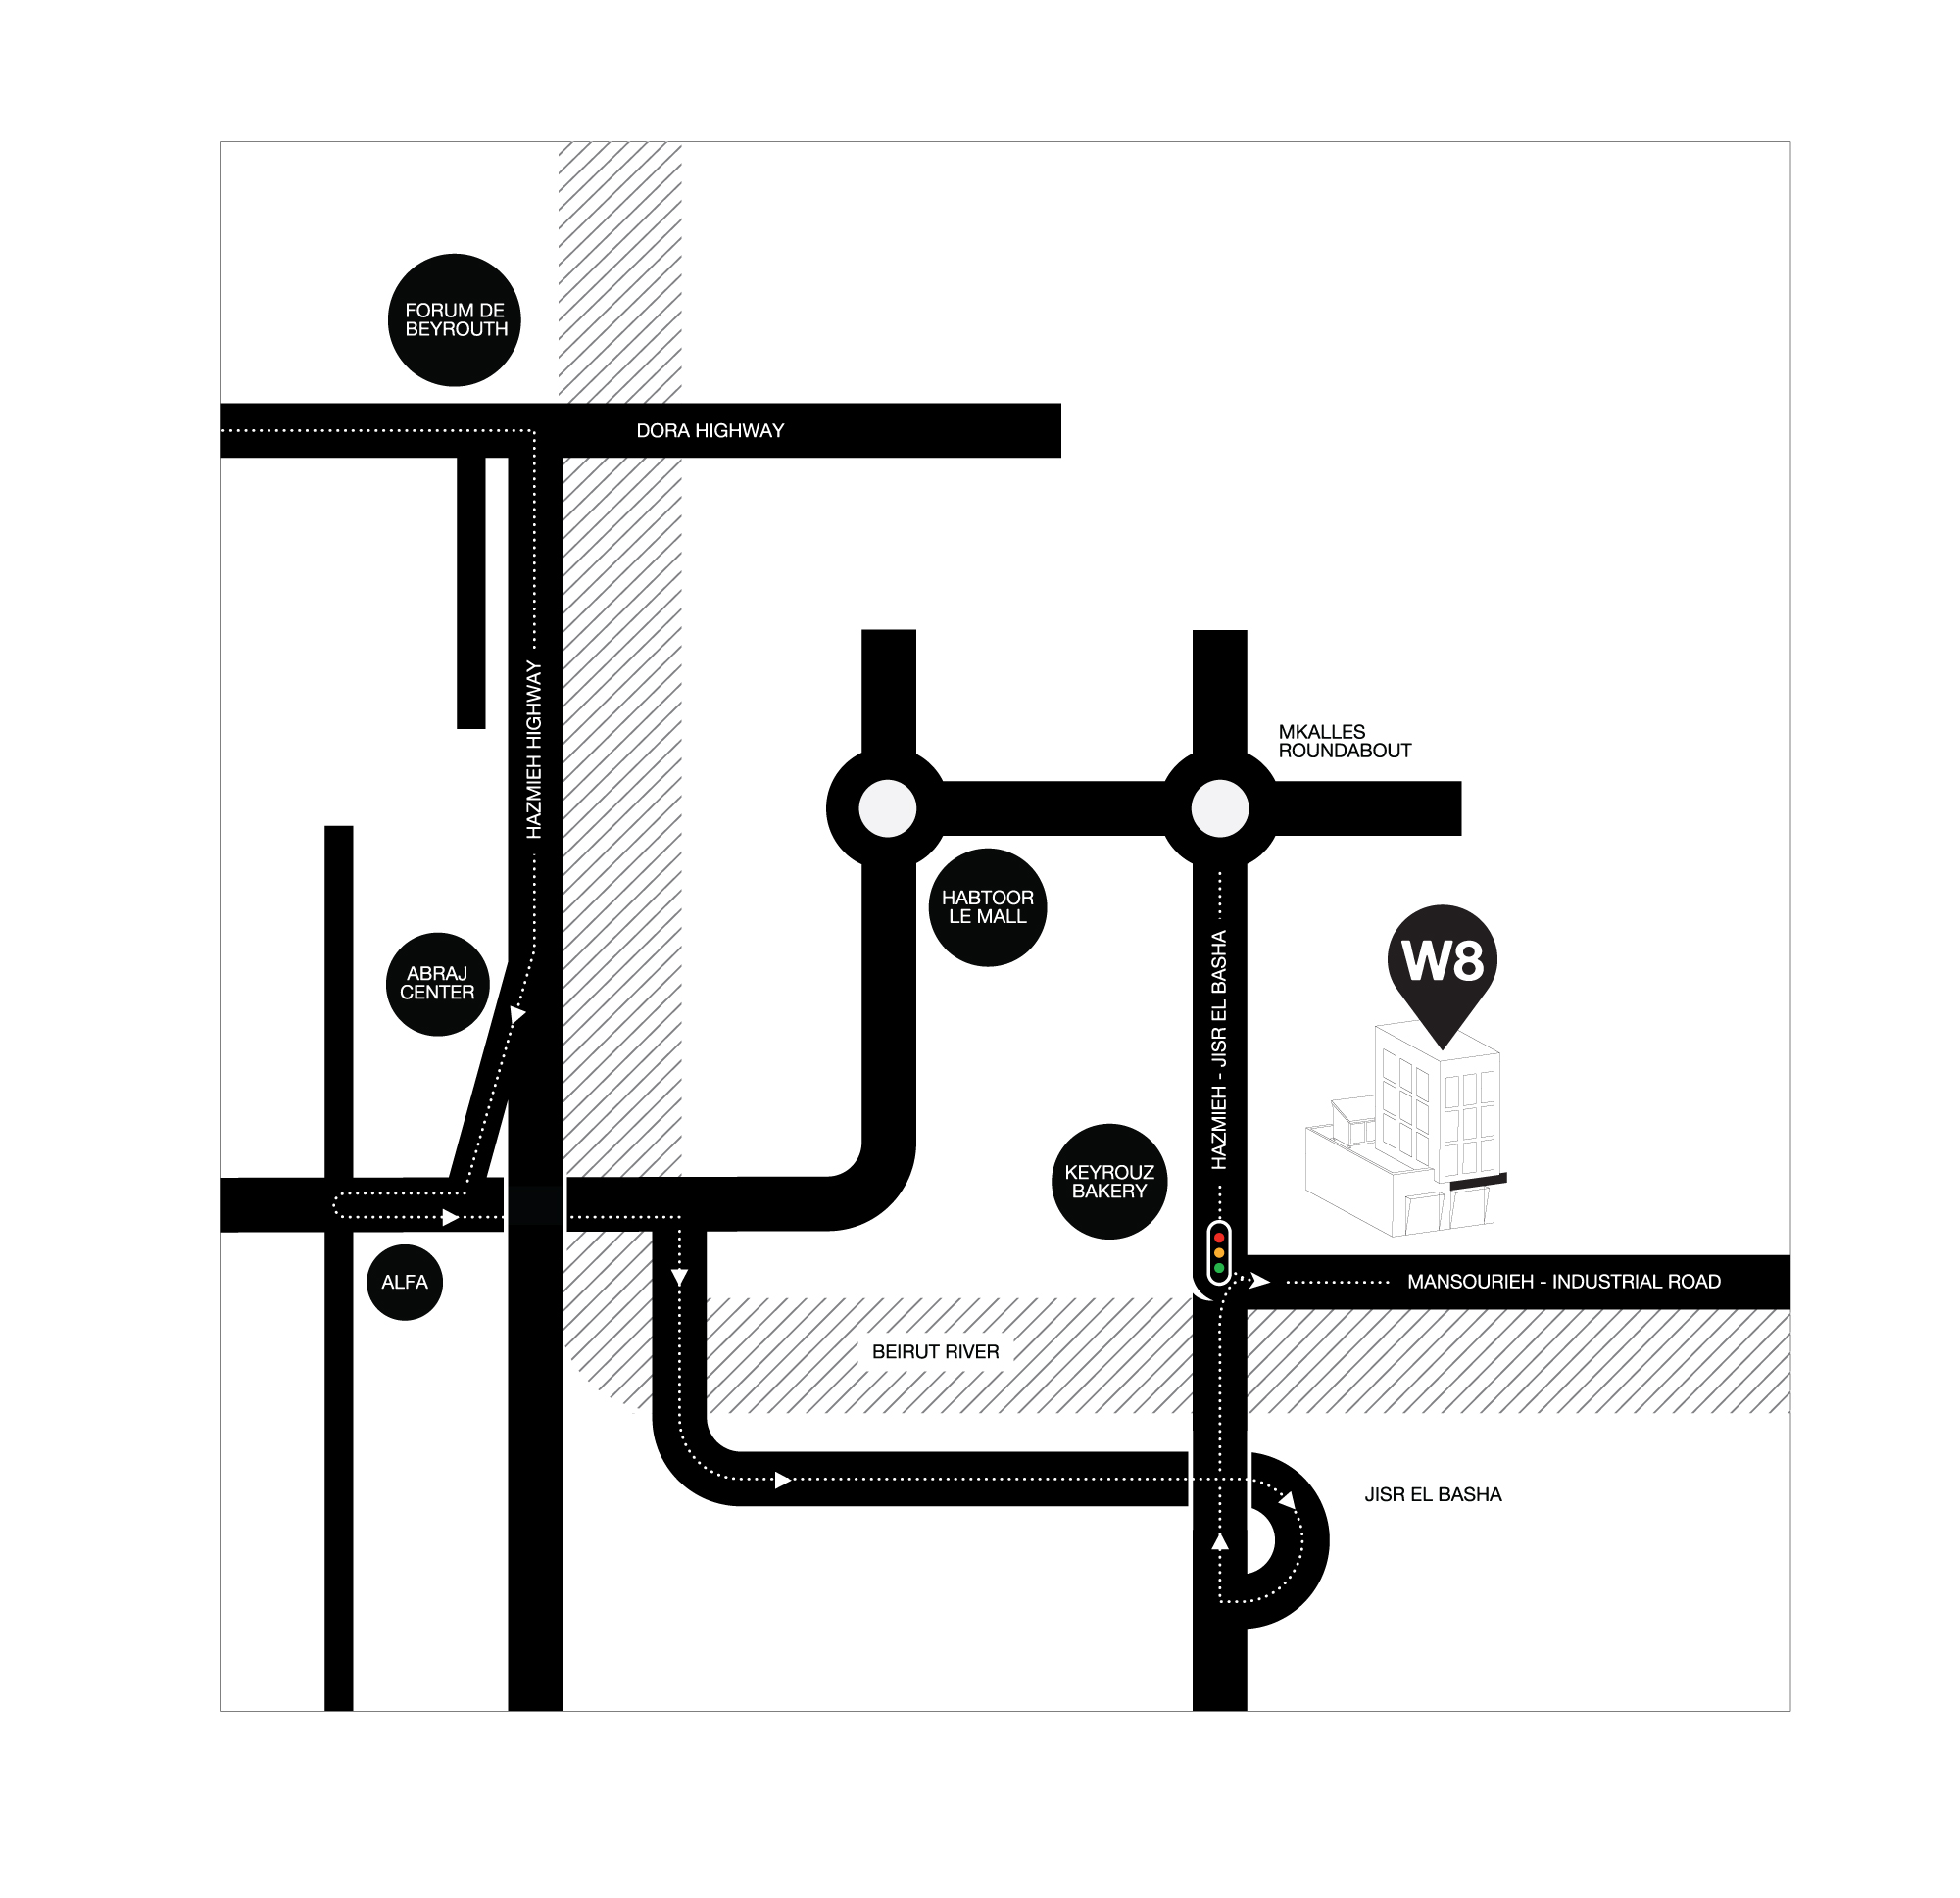 FORUM DE
BEYROUTH
DORA HIGHWAY
HAZMIEH HIGHWAY
MKALLES
ROUNDABOUT
HABTOOR
LE MALL
W8
ABRAJ
CENTER
HAZMIEH - JISR EL BASHA
KEYROUZ
BAKERY
ALFA
MANSOURIEH - INDUSTRIAL ROAD
BEIRUT RIVER
JISR EL BASHA